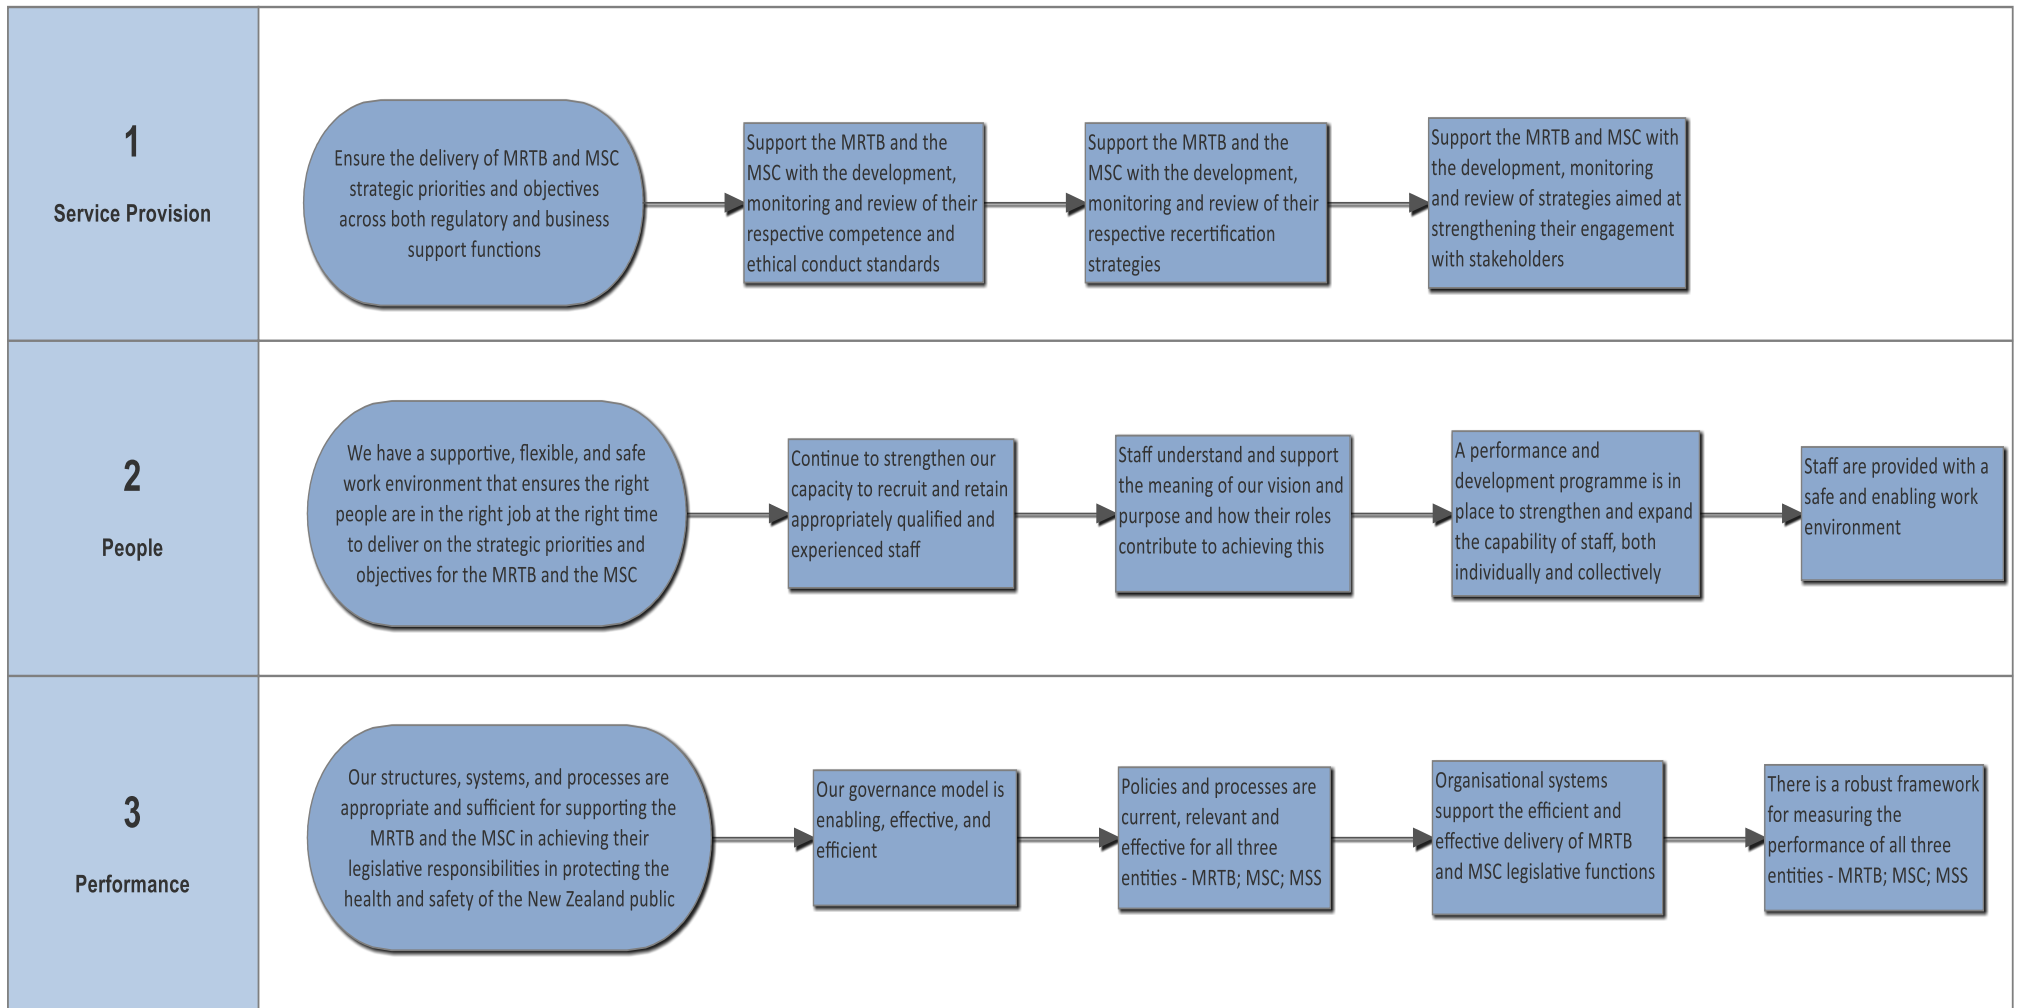 1
Service Provision
Ensure the delivery of MRTB and MSC
strategic priorities and objectives
across both regulatory and business
support functions
Support the MRTB and the
MSC with the development,
monitoring and review of their
respective competence and
ethical conduct standards
Support the MRTB and the
MSC with the development,
monitoring and review of their
respective recertification
strategies
Support the MRTB and MSC with
the development, monitoring
and review of strategies aimed at
strengthening their engagement
with stakeholders
2
People
We have a supportive, flexible, and safe
work environment that ensures the right
people are in the right job at the right time
to deliver on the strategic priorities and
objectives for the MRTB and the MSC
Continue to strengthen our
capacity to recruit and retain
appropriately qualified and
experienced staff
Staff understand and support
the meaning of our vision and
purpose and how their roles
contribute to achieving this
A performance and
development programme is in
place to strengthen and expand
the capability of staff, both
individually and collectively
Staff are provided with a
safe and enabling work
environment
3
Performance
Our structures, systems, and processes are
appropriate and sufficient for supporting the
MRTB and the MSC in achieving their
legislative responsibilities in protecting the
health and safety of the New Zealand public
Our governance model is
enabling, effective, and
efficient
Policies and processes are
current, relevant and
effective for all three
entities - MRTB; MSC; MSS
Organisational systems
support the efficient and
effective delivery of MRTB
and MSC legislative functions
There is a robust framework
for measuring the
performance of all three
entities - MRTB; MSC; MSS